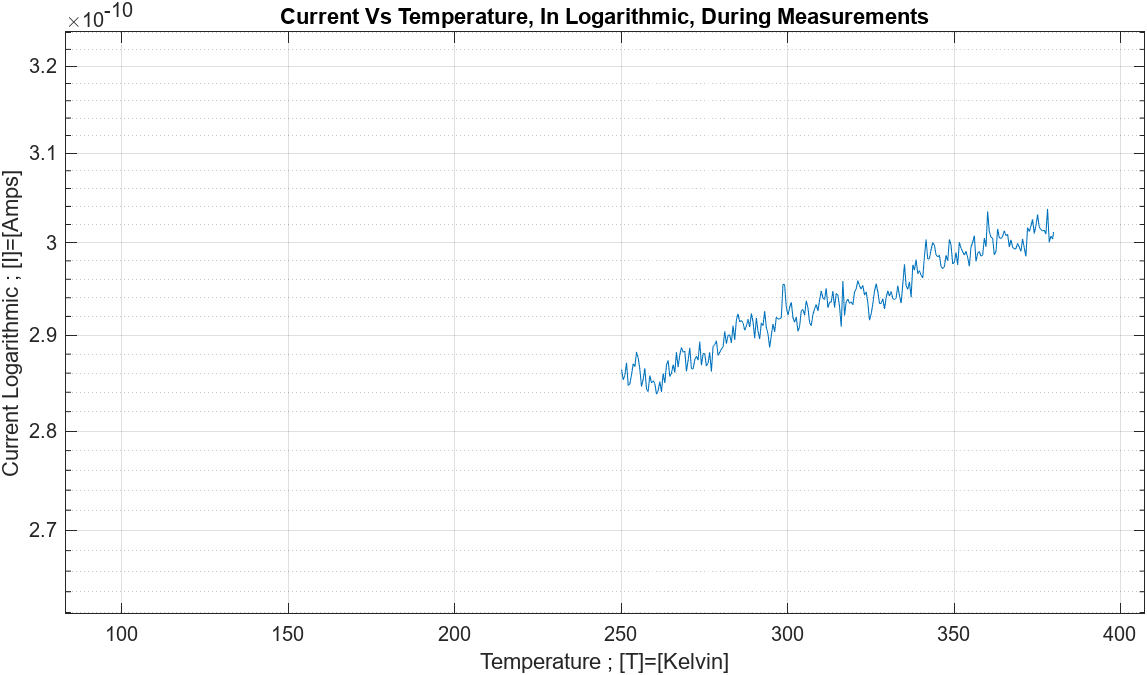 Current Vs Temperature, In Logarithmic, During Measurements
×10-10
3.2
3.1
3
2.9
2.8
2.7
Current Logarithmic ; [I]=[Amps]
100 150 200 250 300 350 400
Temperature ; [T]=[Kelvin]